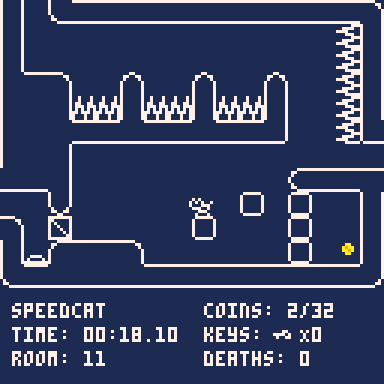 SPEEDCAT
COINS: 2/32
TIME: 00:18.10
KEYS: x0
ROOM: 11
DEATHS: 0